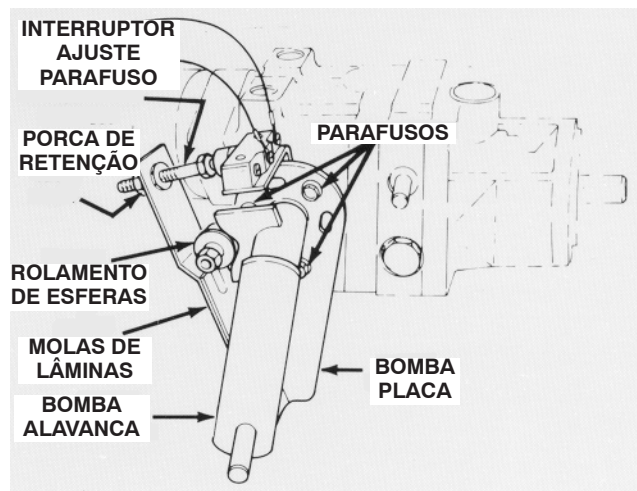 INTERRUPTOR
AJUSTE
PARAFUSO
PORCA DE
RETENÇÃO
PARAFUSOS
ROLAMENTO
DE ESFERAS
MOLAS DE
LÂMINAS
BOMBA
PLACA
BOMBA
ALAVANCA